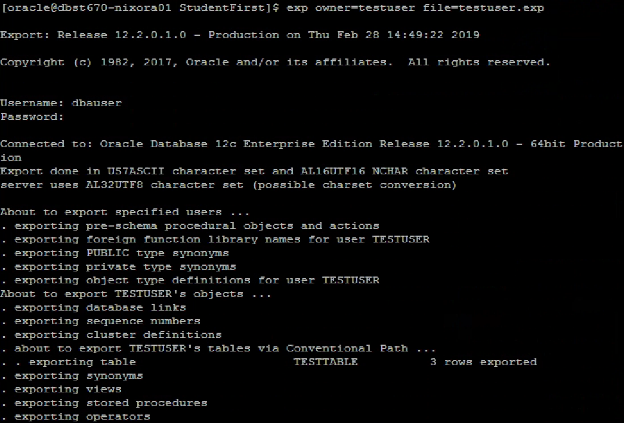 [oracle@dbst670-nixora01 StudentFirst]$ exp owner=testuser file=testuser.exp
Export: Release 12.2.0.1.0 - Production on Thu Feb 28 14:49:22 2019
Copyright (c) 1982, 2017, Oracle and/or its affiliates.  All rights reserved.
Username: dbauser
Password:
Connected to: Oracle Database 12c Enterprise Edition Release 12.2.0.1.0 - 64bit Product
ion
Export done in US7ASCII character set and AL16UTF16 NCHAR character set
server uses AL32UTF8 character set (possible charset conversion)
About to export specified users ...
. exporting pre-schema procedural objects and actions
. exporting foreign function library names for user TESTUSER
. exporting PUBLIC type synonyms
. exporting private type synonyms
. exporting object type definitions for user TESTUSER
About to export TESTUSER's objects ...
. exporting database links
. exporting sequence numbers
. exporting cluster definitions
. about to export TESTUSER's tables via Conventional Path ...
. . exporting table                      TESTTABLE          3 rows exported
. exporting synonyms
. exporting views
. exporting stored procedures
. exporting operators